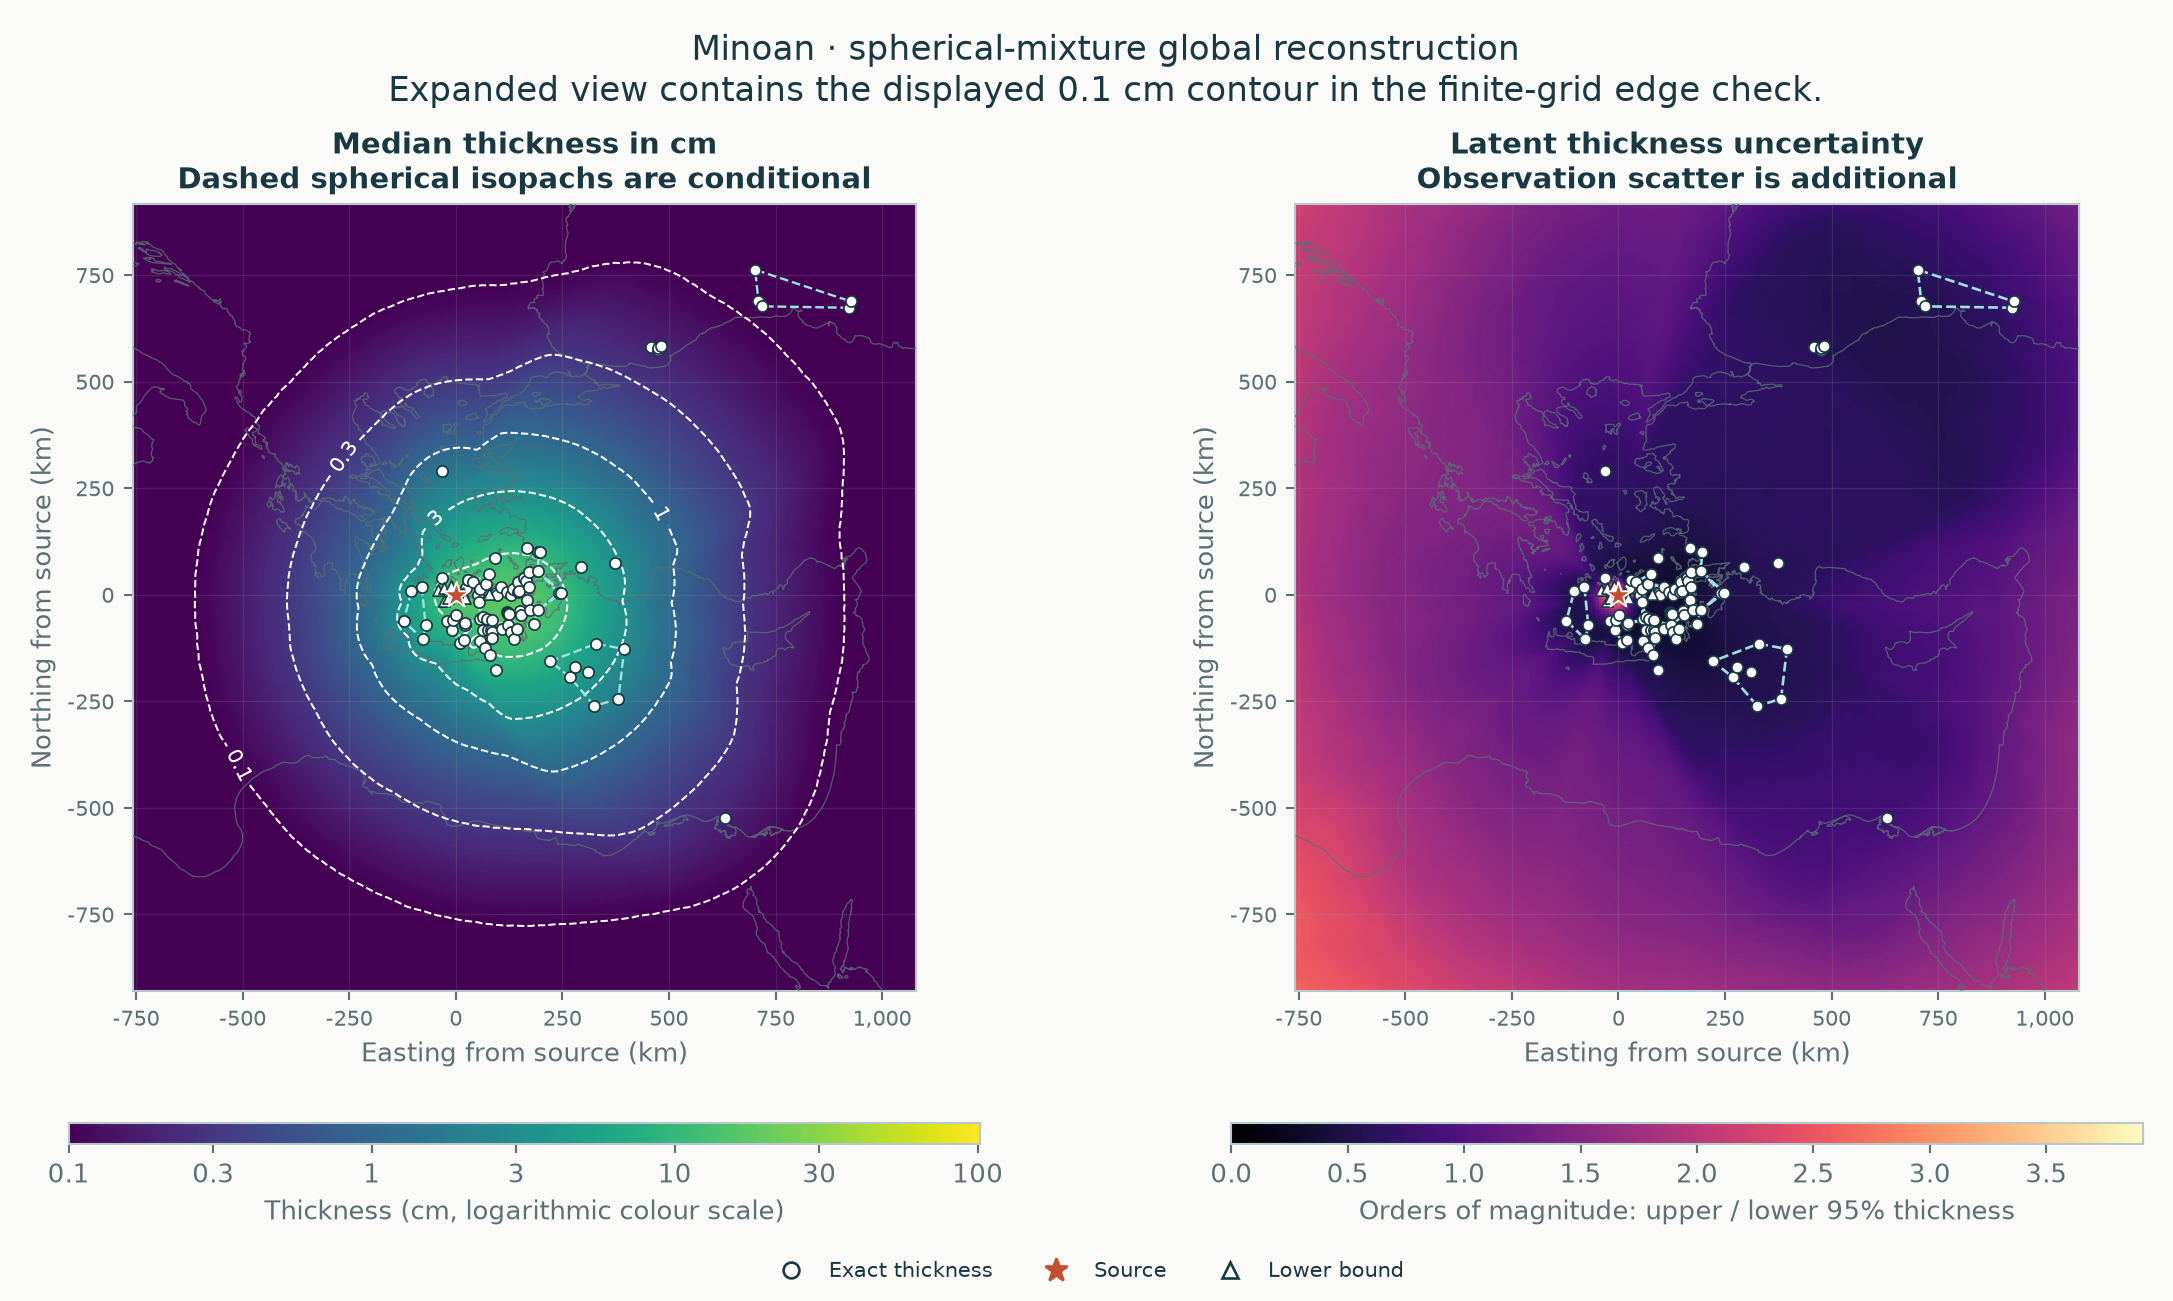 Minoan · spherical-mixture global reconstruction
Expanded view contains the displayed 0.1 cm contour in the finite-grid edge check.
Median thickness in cm
Dashed spherical isopachs are conditional
Northing from source (km)
750
500
250
0
-250
-500
-750
0.3
3
1
0.1
-750 -500 -250 0 250 500 750 1,000
Easting from source (km)
0.1 0.3 1 3 10 30 100
Thickness (cm, logarithmic colour scale)
Latent thickness uncertainty
Observation scatter is additional
Northing from source (km)
750
500
250
0
-250
-500
-750
-750 -500 -250 0 250 500 750 1,000
Easting from source (km)
0.0 0.5 1.0 1.5 2.0 2.5 3.0 3.5
Orders of magnitude: upper / lower 95% thickness
Exact thickness Source Lower bound